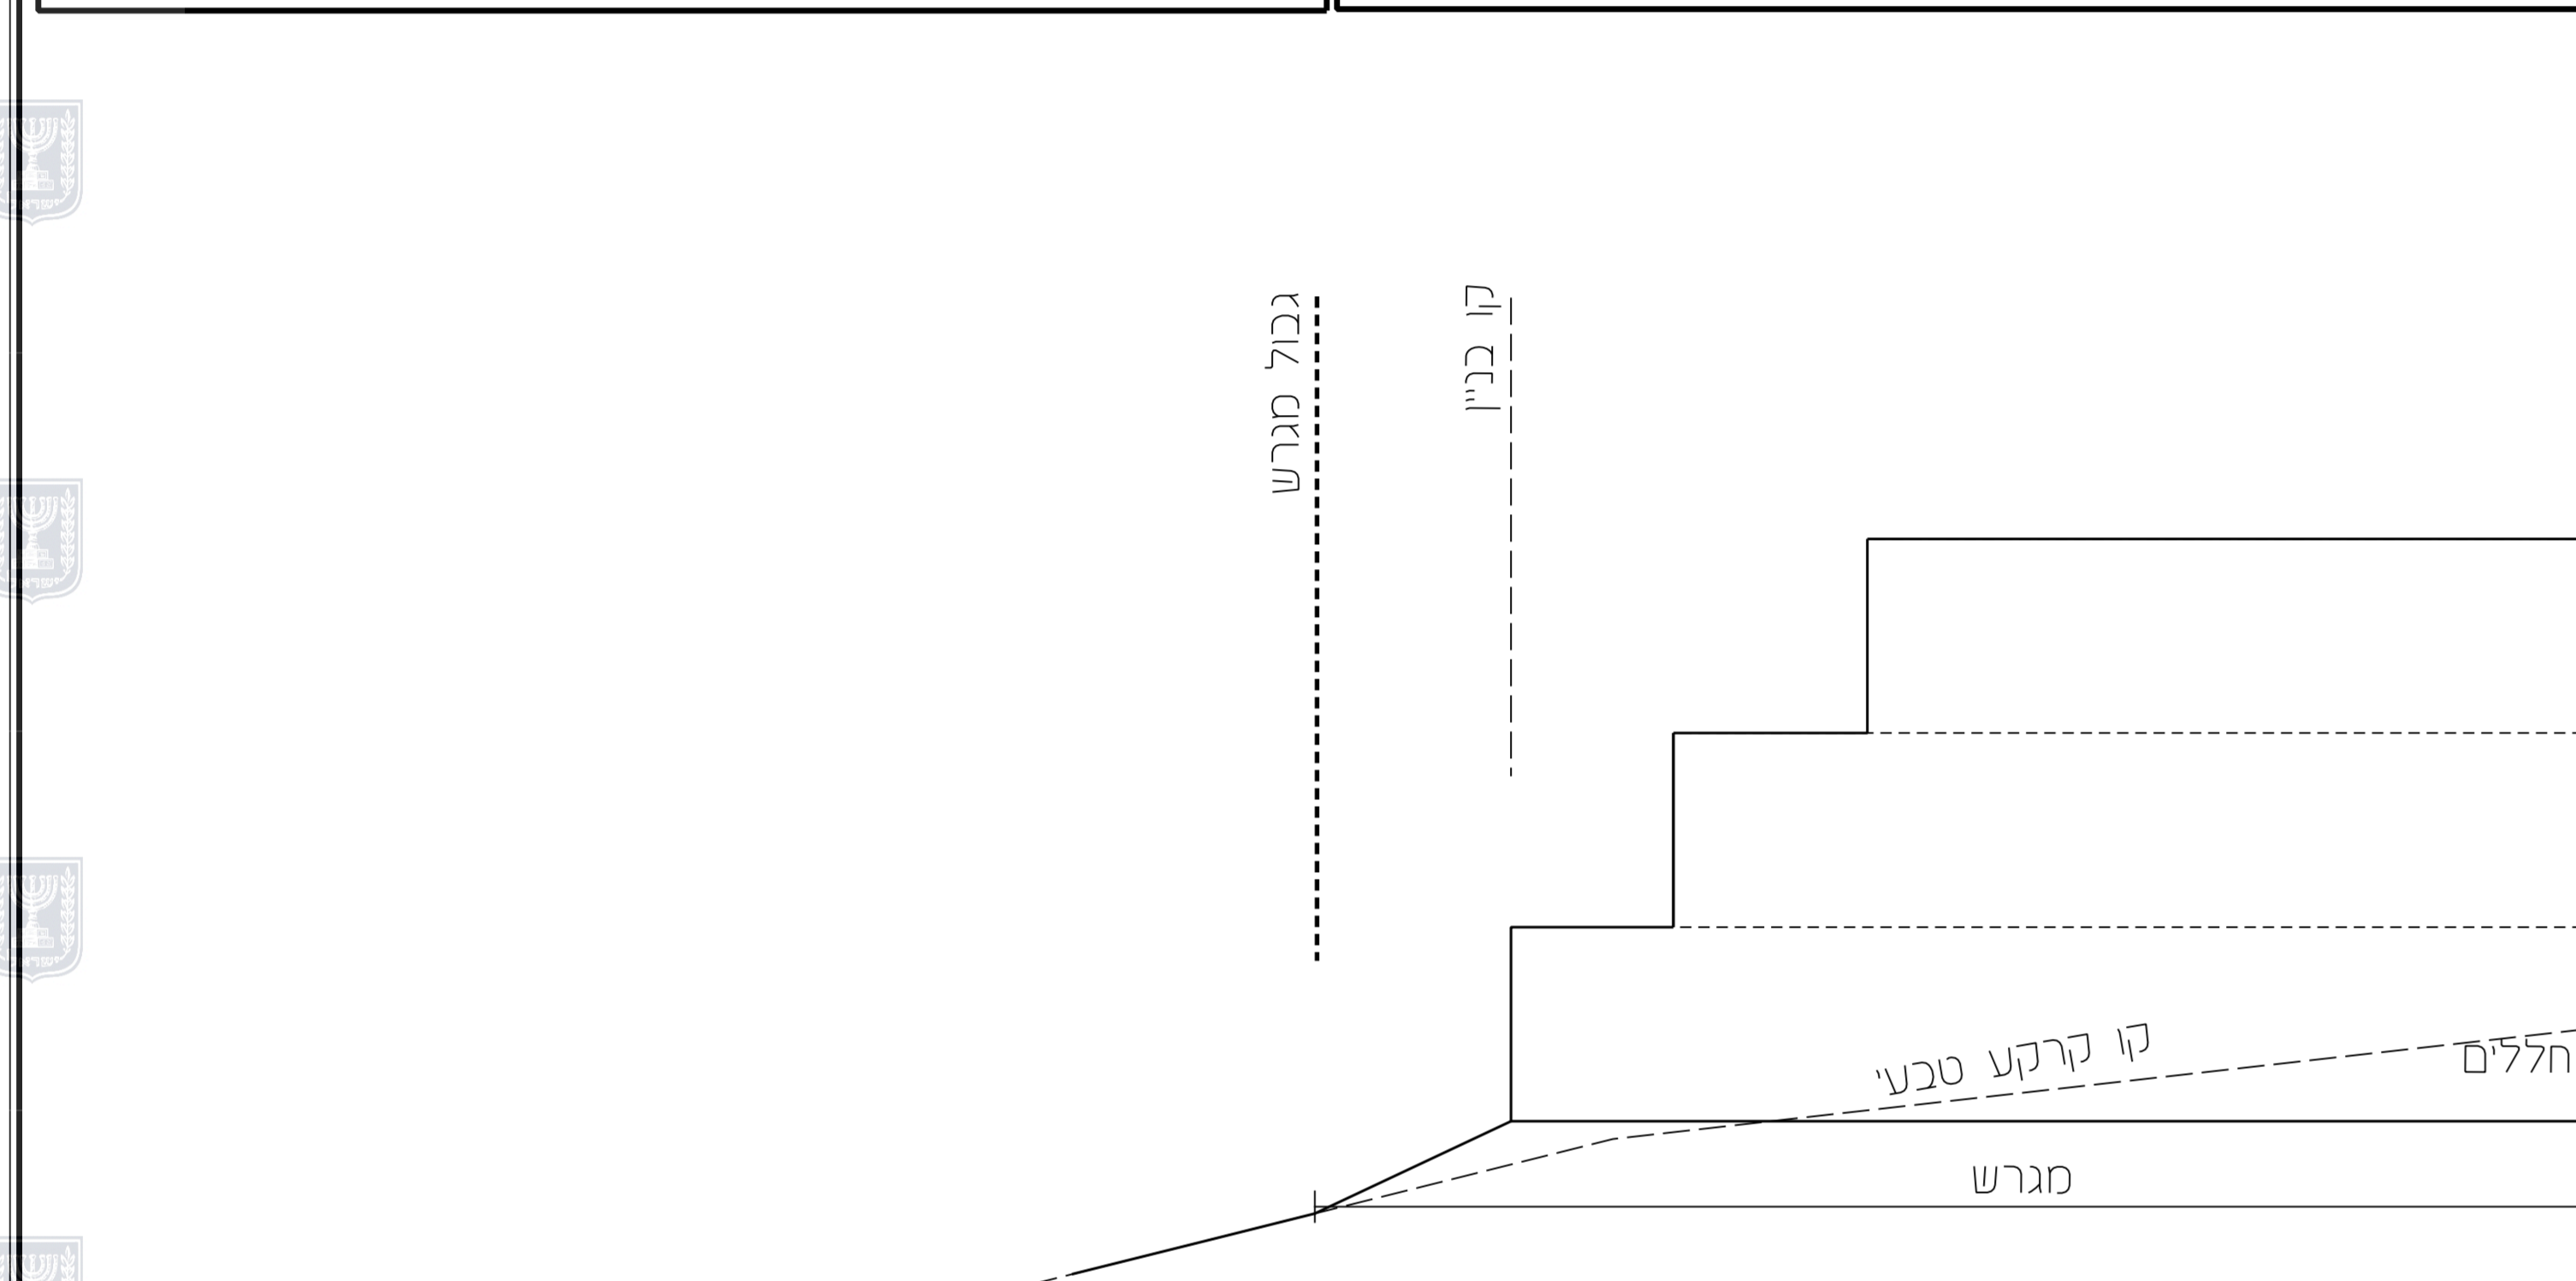 גבול מגרש
קו בניין
קו קרקע טבעי
חללים
מגרש